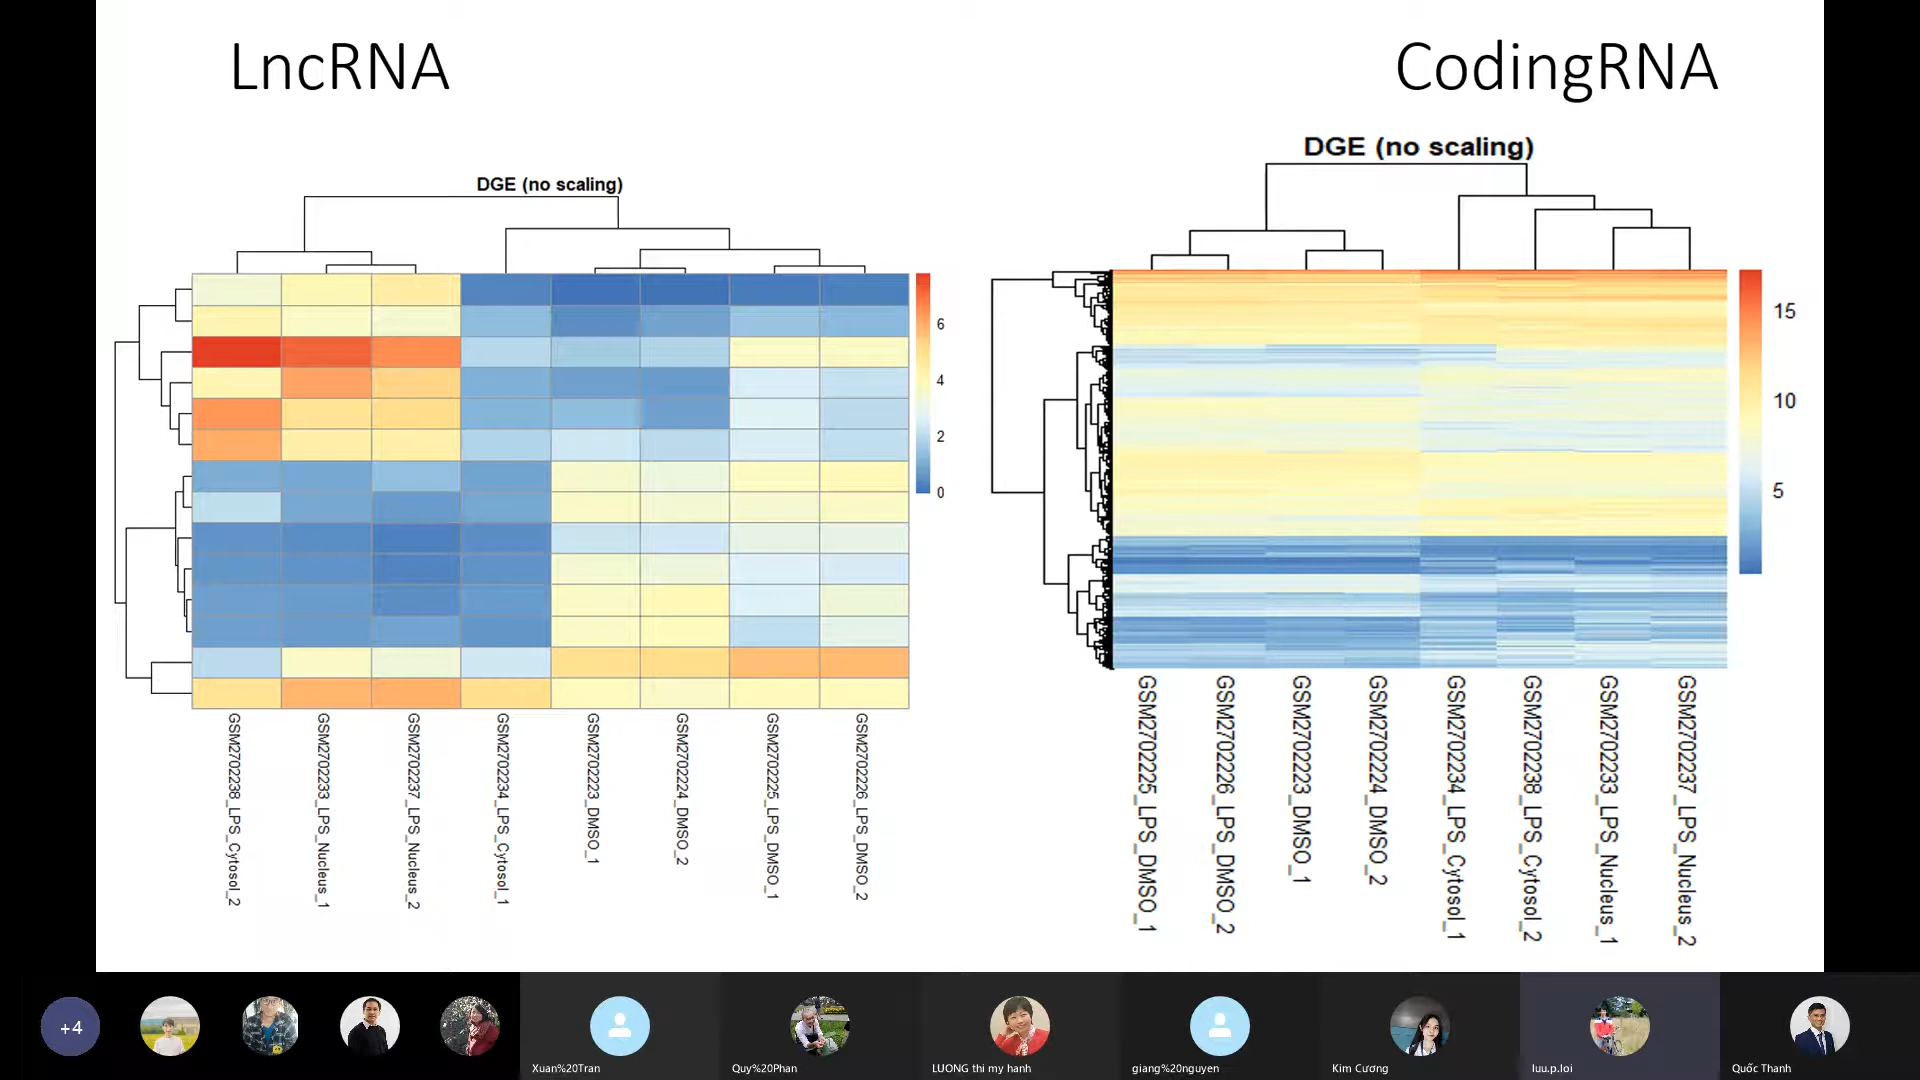 LncRNA
CodingRNA
DGE (no scaling)
6
4
2
0
GSM2702238_LPS_Cytosol_2
GSM2702233_LPS_Nucleus_1
GSM2702237_LPS_Nucleus_2
GSM2702234_LPS_Cytosol_1
GSM2702223_DMSO_1
GSM2702224_DMSO_2
GSM2702225_LPS_DMSO_1
GSM2702226_LPS_DMSO_2
DGE (no scaling)
15
10
5
GSM2702225_LPS_DMSO_1
GSM2702226_LPS_DMSO_2
GSM2702223_DMSO_1
GSM2702224_DMSO_2
GSM2702234_LPS_Cytosol_1
GSM2702238_LPS_Cytosol_2
GSM2702233_LPS_Nucleus_1
GSM2702237_LPS_Nucleus_2
+4
Xuan%20Tran
Quy%20Phan
LUONG thi my hanh
giang%20nguyen
Kim Cương
luu.p.loi
Quốc Thanh